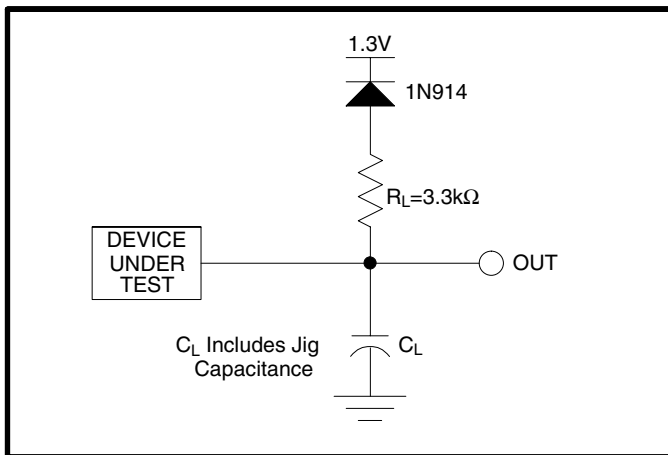 1.3V
1N914
R_L=3.3kΩ
DEVICE
UNDER
TEST
OUT
C_L Includes Jig
Capacitance
C_L